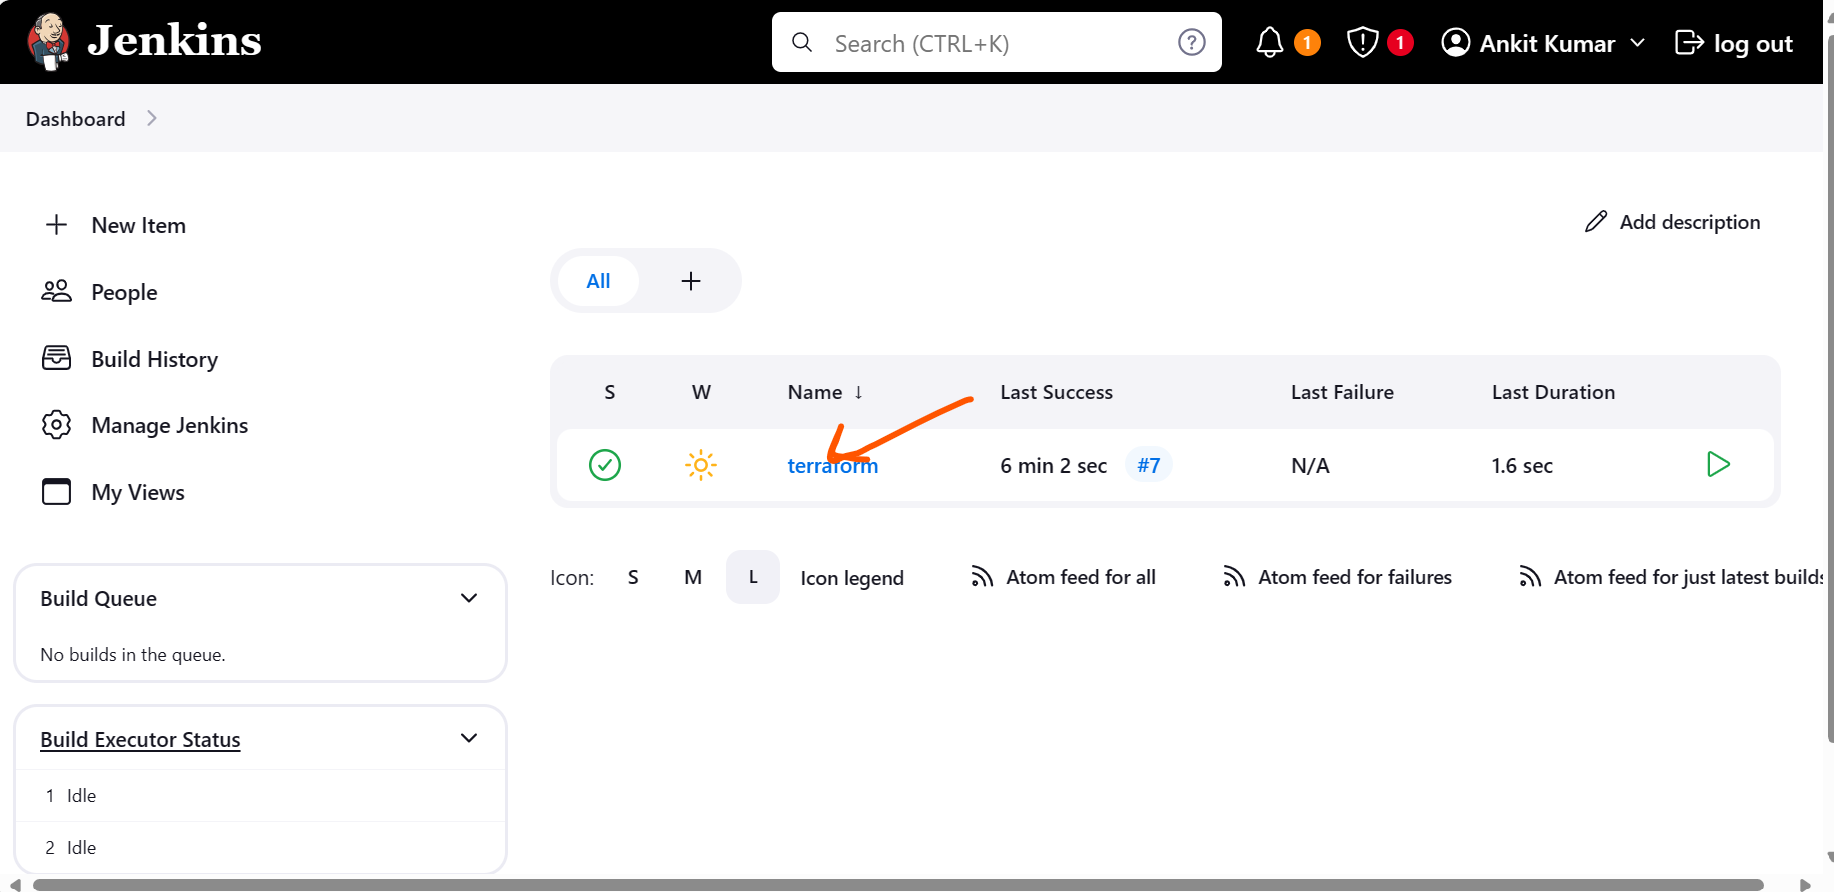 Jenkins
Search (CTRL+K)
1
1
Ankit Kumar
log out
Dashboard
New Item
People
Build History
Manage Jenkins
My Views
Add description
All
S W Name ↓ Last Success Last Failure Last Duration
terraform 6 min 2 sec #7 N/A 1.6 sec
Icon: S M L Icon legend Atom feed for all Atom feed for failures Atom feed for just latest builds
Build Queue
No builds in the queue.
Build Executor Status
1 Idle
2 Idle